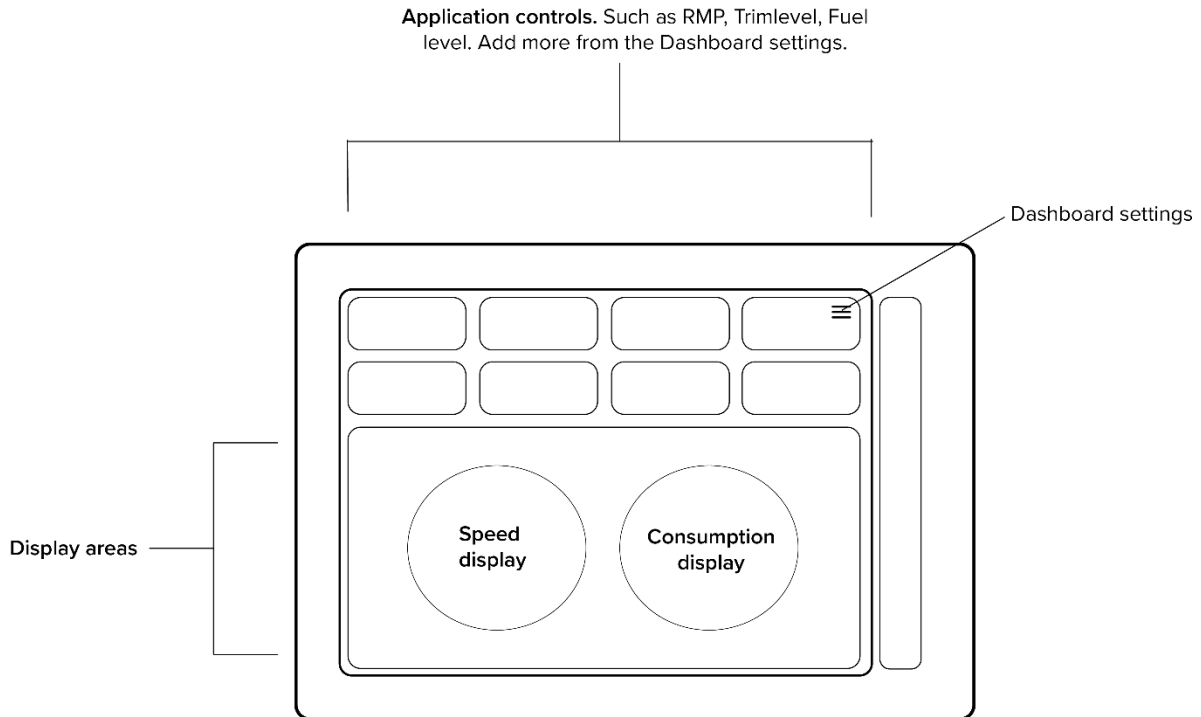 Application controls. Such as RMP, Trimlevel, Fuel
level. Add more from the Dashboard settings.
Dashboard settings
Display areas
Speed
display
Consumption
display